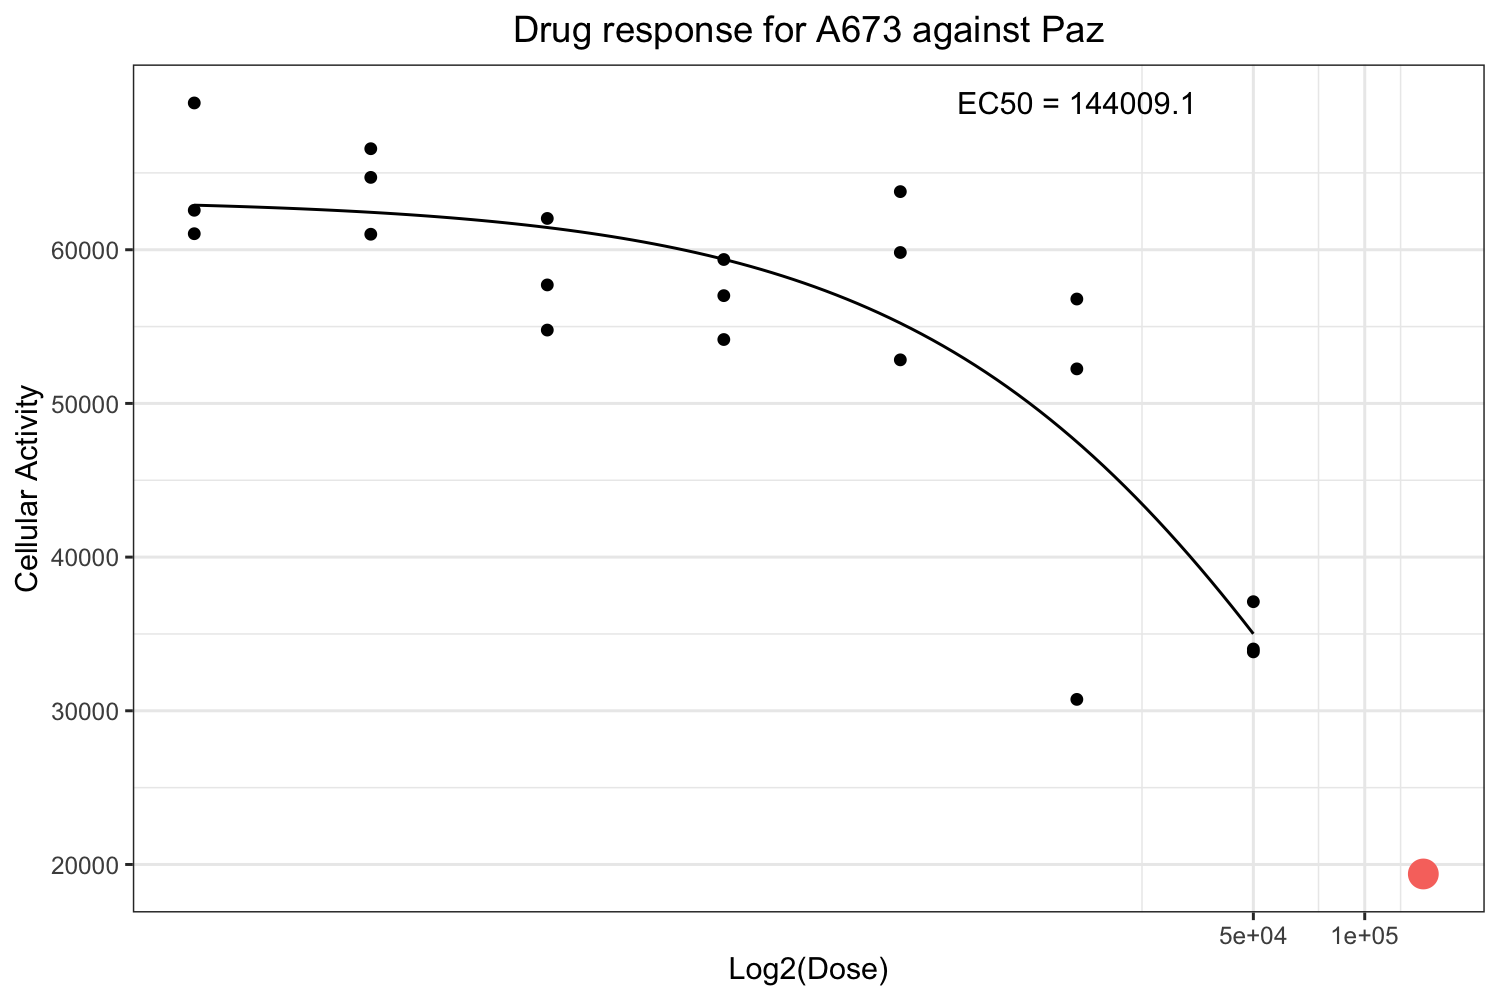 Drug response for A673 against Paz
EC50 = 144009.1
Cellular Activity
60000
50000
40000
30000
20000
5e+04
1e+05
Log2(Dose)